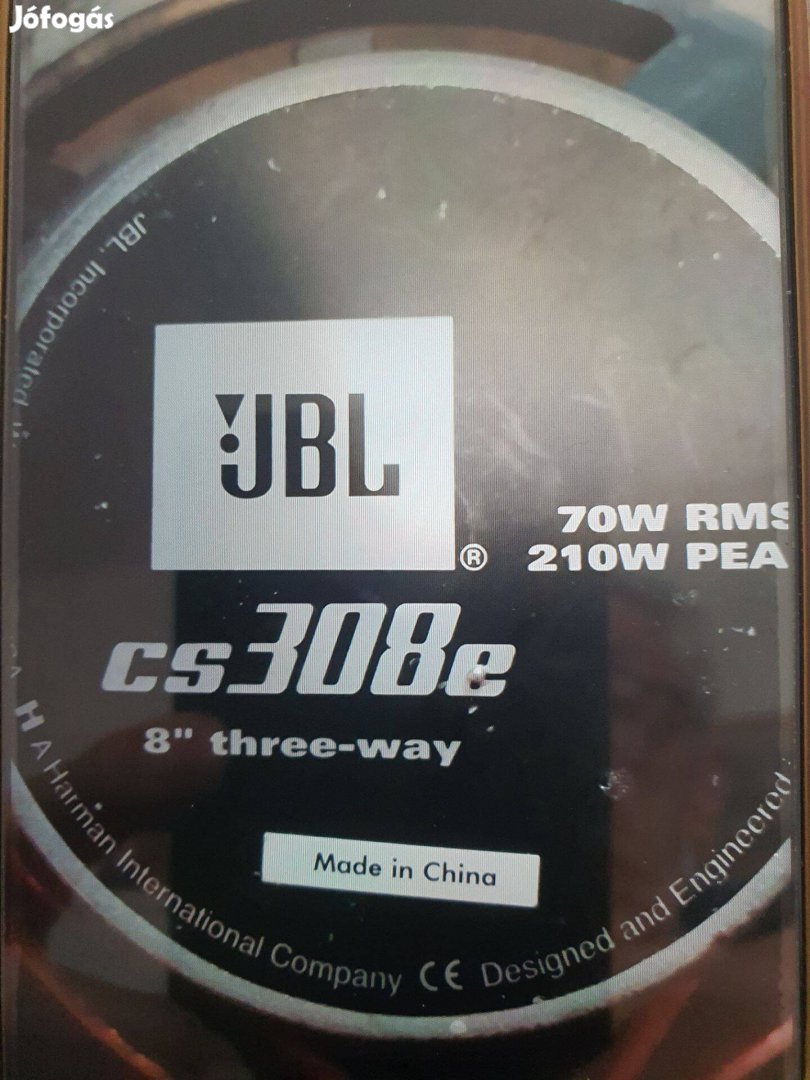 Jófogás
JBL, Incorporated
JBL®
70W RMS
210W PEA
cs308e
8" three-way
Made in China
H A Harman International Company CE Designed and Engineered